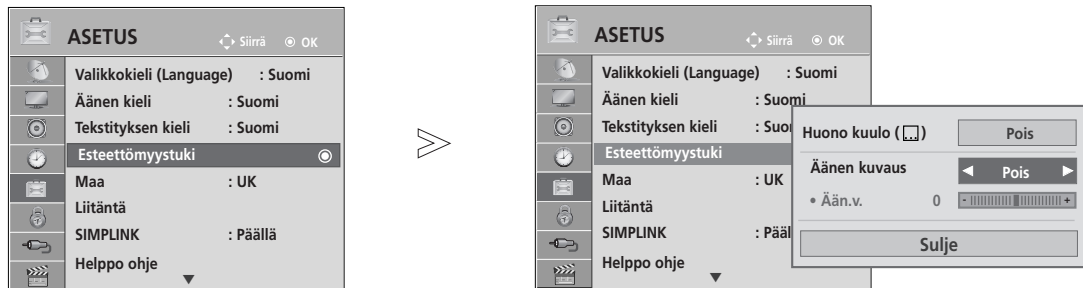 ASETUS
Siirrä OK
Valikkokieli (Language) : Suomi
Äänen kieli : Suomi
Tekstityksen kieli : Suomi
Esteettömyystuki
Maa : UK
Liitäntä
SIMPLINK : Päällä
Helppo ohje
ASETUS
Siirrä OK
Valikkokieli (Language) : Suomi
Äänen kieli : Suomi
Tekstityksen kieli : Suo
Esteettömyystuki
Maa : UK
Liitäntä
SIMPLINK : Pääl
Helppo ohje
Huono kuulo ( ) Pois
Äänen kuvaus ◄ Pois ►
• Ään.v. 0 - +
Sulje